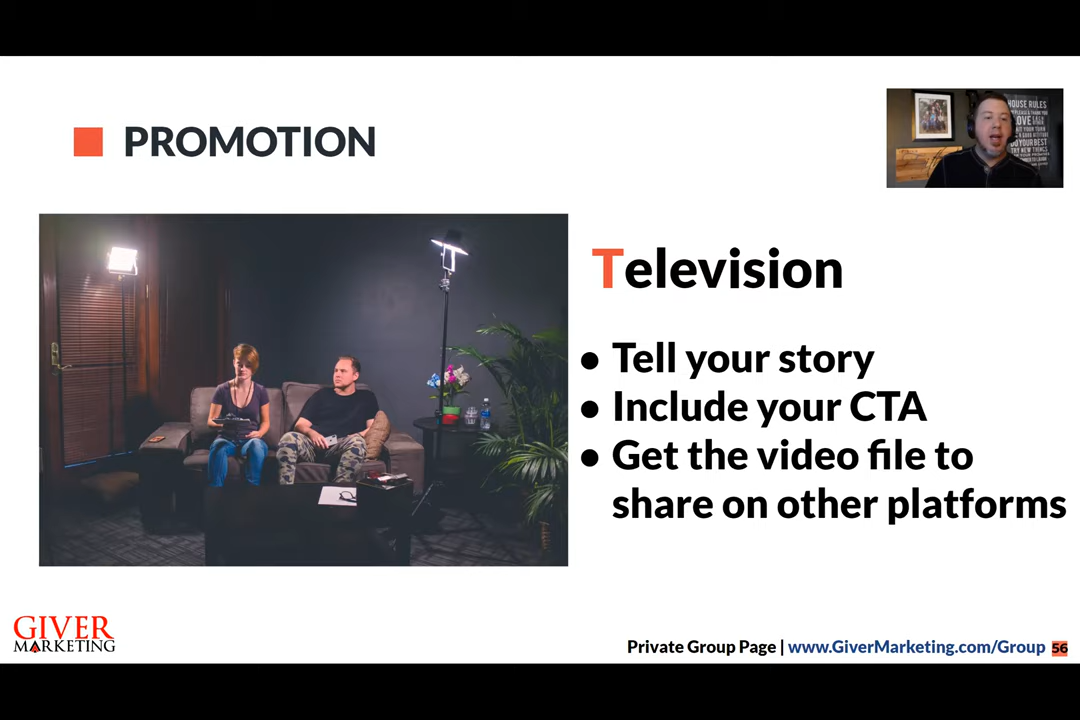 PROMOTION
HOUSE RULES
Television
● Tell your story
● Include your CTA
● Get the video file to
share on other platforms
GIVER
MARKETING
Private Group Page | www.GiverMarketing.com/Group 56